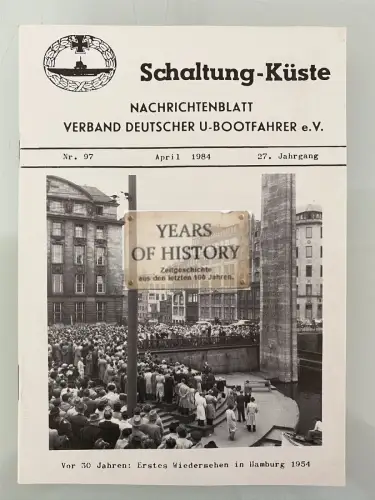 Schaltung-Küste
NACHRICHTENBLATT
VERBAND DEUTSCHER U-BOOTFAHRER e.V.
Nr. 97 April 1984 27. Jahrgang
YEARS
OF HISTORY
Zeitgeschichte
aus den letzten 100 Jahren.
Vor 30 Jahren: Erstes Wiedersehen in Hamburg 1954